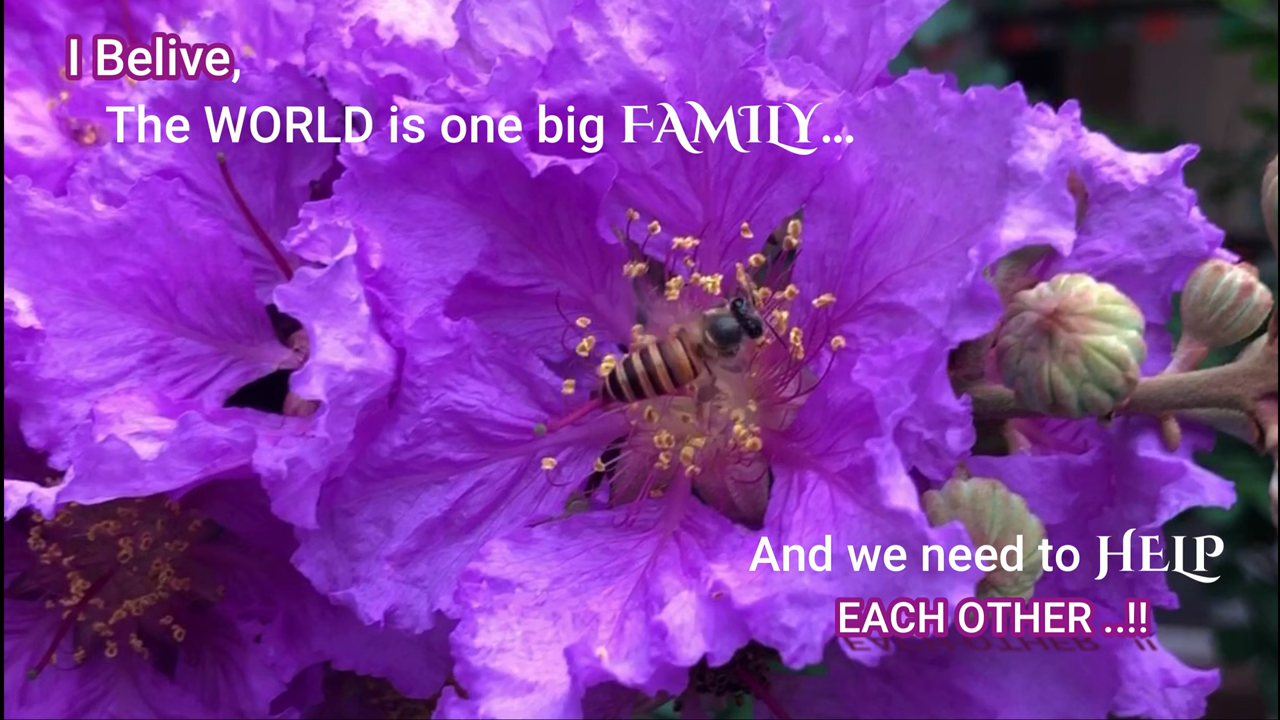 I Belive,
The WORLD is one big FAMILY...
And we need to HELP
EACH OTHER ..!!